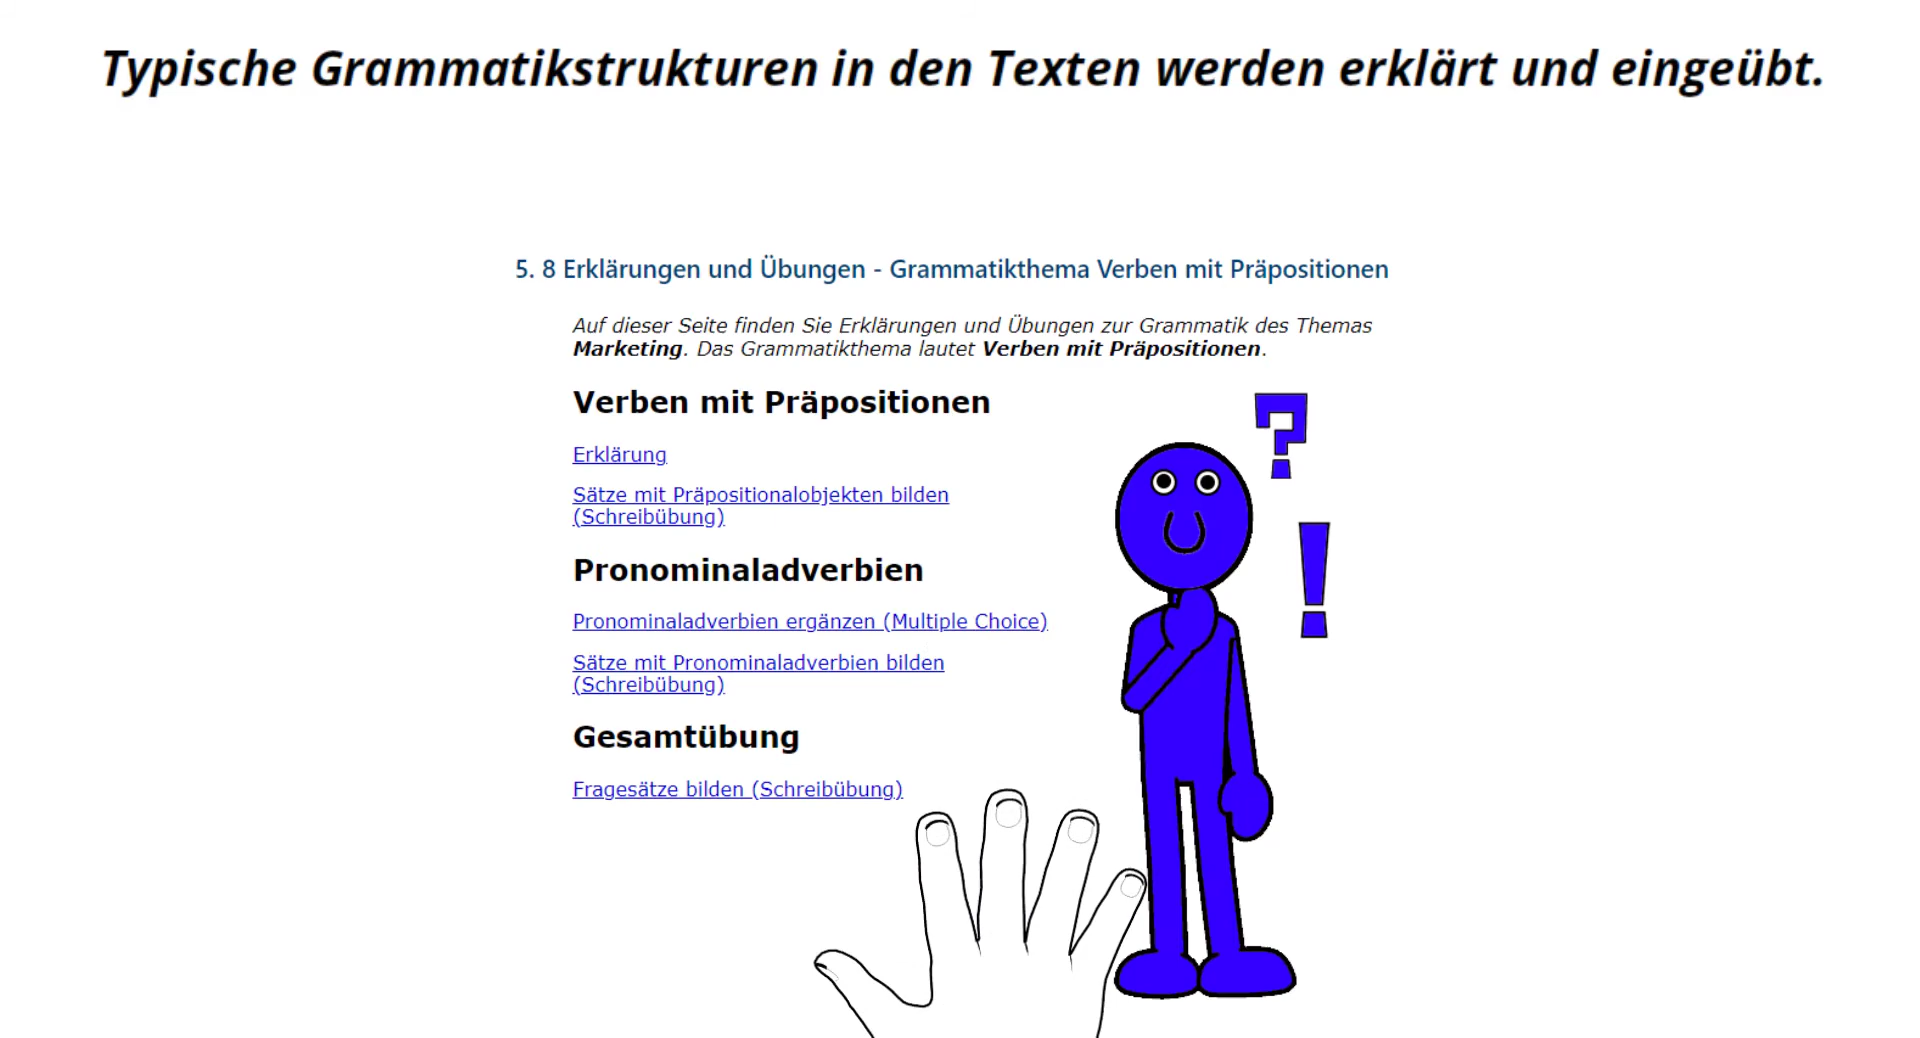 Typische Grammatikstrukturen in den Texten werden erklärt und eingeübt.
5. 8 Erklärungen und Übungen - Grammatikthema Verben mit Präpositionen
Auf dieser Seite finden Sie Erklärungen und Übungen zur Grammatik des Themas
Marketing. Das Grammatikthema lautet Verben mit Präpositionen.
Verben mit Präpositionen
Erklärung
Sätze mit Präpositionalobjekten bilden
(Schreibübung)
Pronominaladverbien
Pronominaladverbien ergänzen (Multiple Choice)
Sätze mit Pronominaladverbien bilden
(Schreibübung)
Gesamtübung
Fragesätze bilden (Schreibübung)
?
!